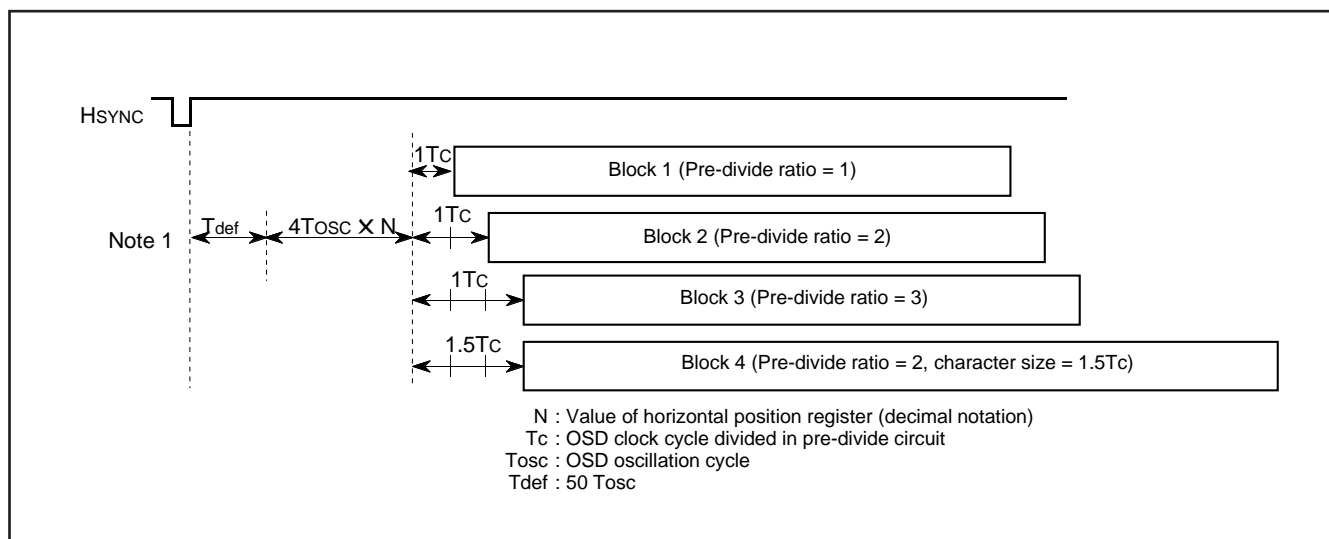 HSYNC
1TC
Block 1 (Pre-divide ratio = 1)
Note 1
Tdef
4TOSC X N
1TC
Block 2 (Pre-divide ratio = 2)
1TC
Block 3 (Pre-divide ratio = 3)
1.5TC
Block 4 (Pre-divide ratio = 2, character size = 1.5Tc)
N : Value of horizontal position register (decimal notation)
Tc : OSD clock cycle divided in pre-divide circuit
Tosc : OSD oscillation cycle
Tdef : 50 Tosc